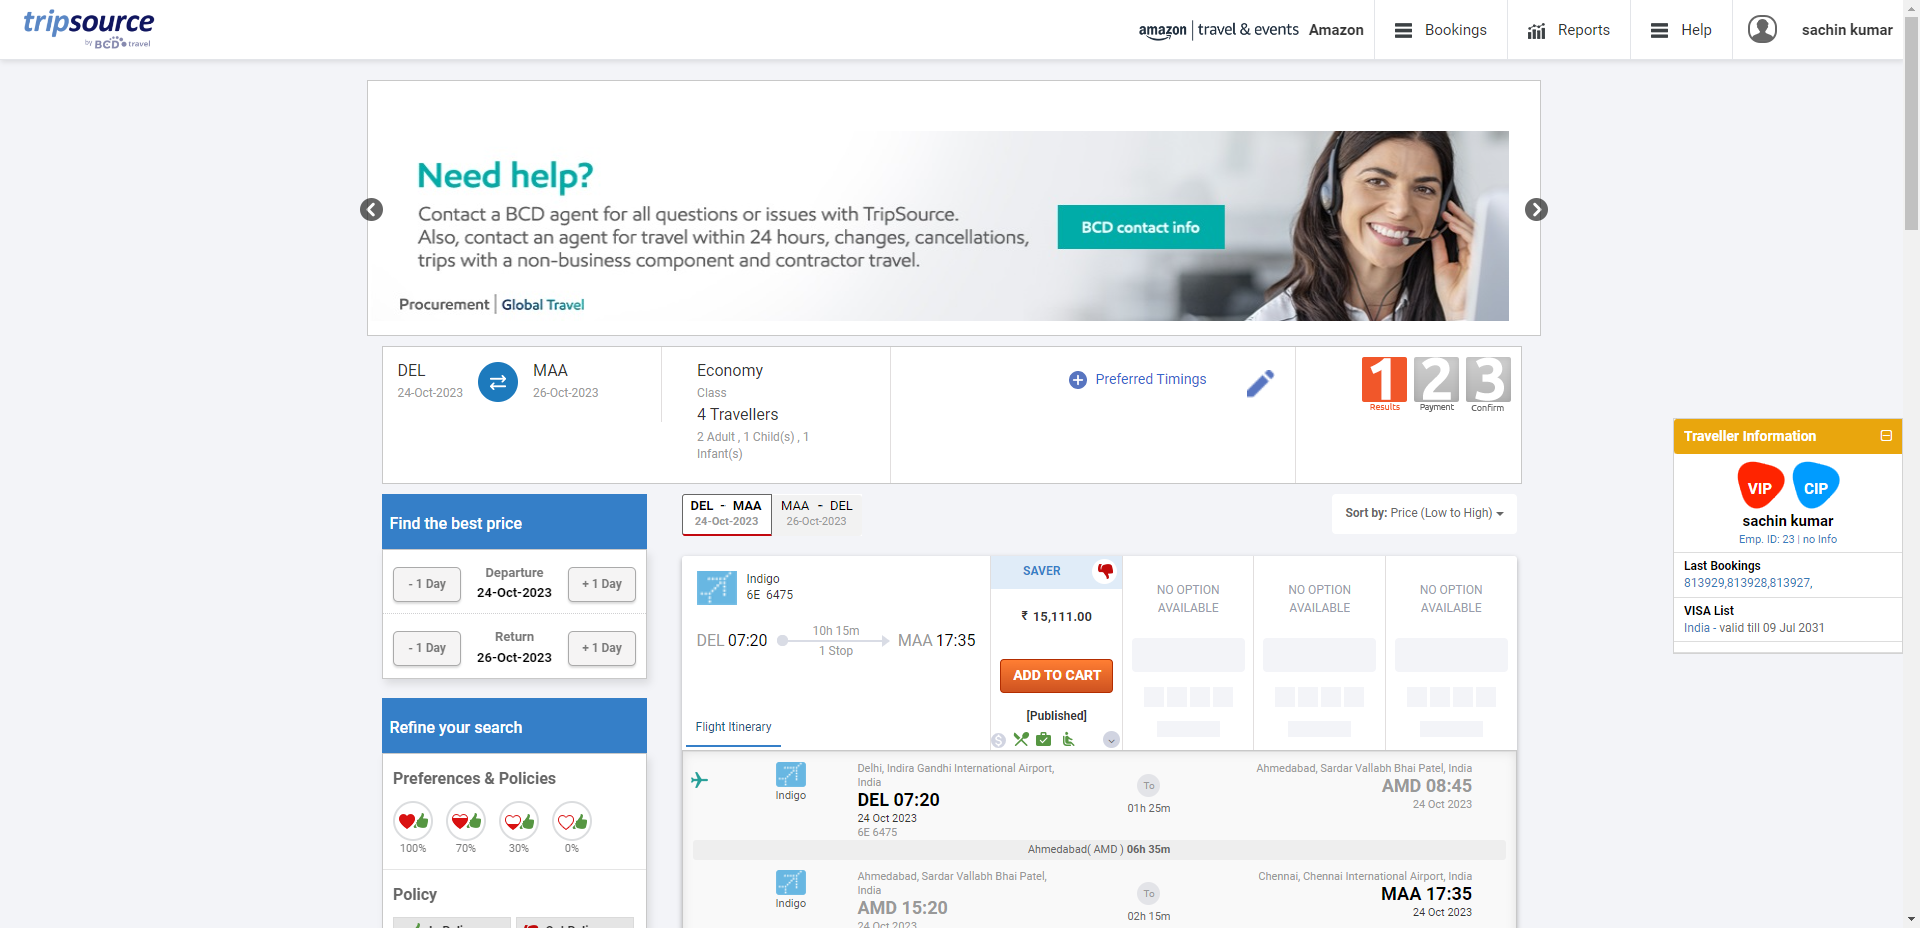 tripsource
by BCD travel
amazon | travel & events Amazon
Bookings
Reports
Help
sachin kumar
Need help?
Contact a BCD agent for all questions or issues with TripSource.
Also, contact an agent for travel within 24 hours, changes, cancellations,
trips with a non-business component and contractor travel.
BCD contact info
Procurement | Global Travel
DEL
24-Oct-2023
MAA
26-Oct-2023
Economy
Class
4 Travellers
2 Adult , 1 Child(s) , 1
Infant(s)
Preferred Timings
1 2 3
Results Payment Confirm
Traveller Information
VIP CIP
sachin kumar
Emp. ID: 23 | no Info
Last Bookings
813929,813928,813927,
VISA List
India - valid till 09 Jul 2031
Find the best price
- 1 Day
Departure
24-Oct-2023
+ 1 Day
- 1 Day
Return
26-Oct-2023
+ 1 Day
Refine your search
Preferences & Policies
100% 70% 30% 0%
Policy
DEL - MAA
24-Oct-2023
MAA - DEL
26-Oct-2023
Sort by: Price (Low to High)
Indigo
6E 6475
DEL 07:20
10h 15m
1 Stop
MAA 17:35
Flight Itinerary
SAVER
₹ 15,111.00
ADD TO CART
[Published]
NO OPTION
AVAILABLE
NO OPTION
AVAILABLE
NO OPTION
AVAILABLE
Indigo
Delhi, Indira Gandhi International Airport,
India
DEL 07:20
24 Oct 2023
6E 6475
To
01h 25m
Ahmedabad, Sardar Vallabh Bhai Patel, India
AMD 08:45
24 Oct 2023
Ahmedabad( AMD ) 06h 35m
Indigo
Ahmedabad, Sardar Vallabh Bhai Patel,
India
AMD 15:20
24 Oct 2023
To
02h 15m
Chennai, Chennai International Airport, India
MAA 17:35
24 Oct 2023